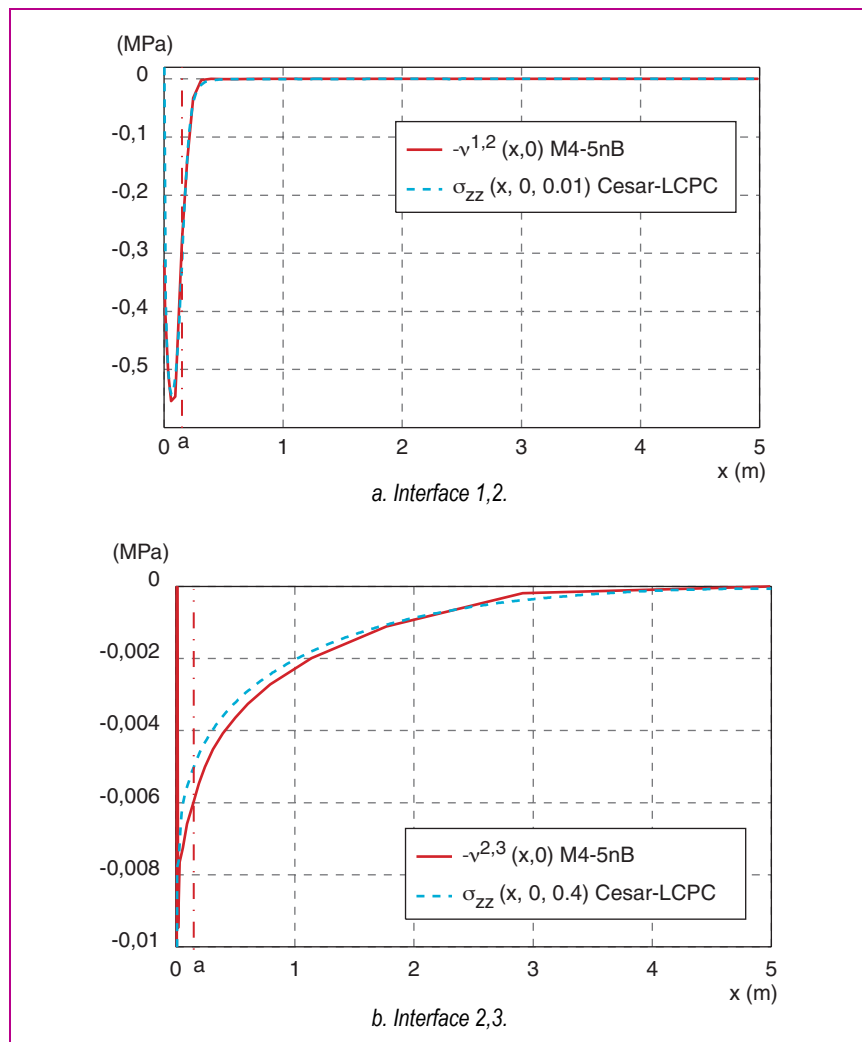 (MPa)
0
-0,1
-0,2
-0,3
-0,4
-0,5
-ν^1,2 (x,0) M4-5nB
σzz (x, 0, 0.01) Cesar-LCPC
0 a 1 2 3 4 5
x (m)
a. Interface 1,2.
(MPa)
0
-0,002
-0,004
-0,006
-0,008
-0,01
-ν^2,3 (x,0) M4-5nB
σzz (x, 0, 0.4) Cesar-LCPC
0 a 1 2 3 4 5
x (m)
b. Interface 2,3.